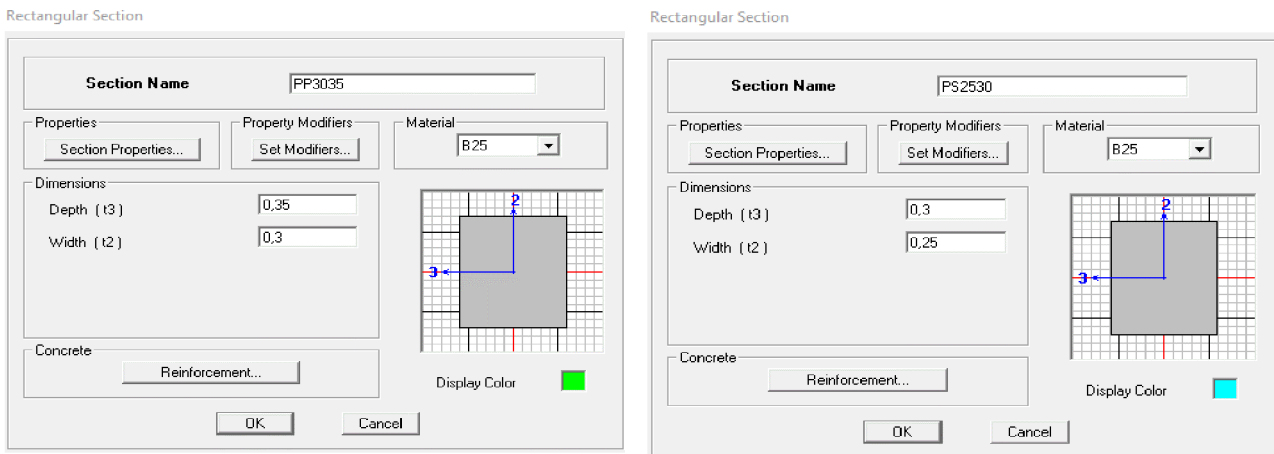 Rectangular Section
Section Name PP3035
Properties Property Modifiers Material
Section Properties... Set Modifiers... B25
Dimensions
Depth ( t3 ) 0,35
Width ( t2 ) 0,3
2
3
Concrete
Reinforcement...
Display Color
OK Cancel
Rectangular Section
Section Name PS2530
Properties Property Modifiers Material
Section Properties... Set Modifiers... B25
Dimensions
Depth ( t3 ) 0,3
Width ( t2 ) 0,25
2
3
Concrete
Reinforcement...
Display Color
OK Cancel